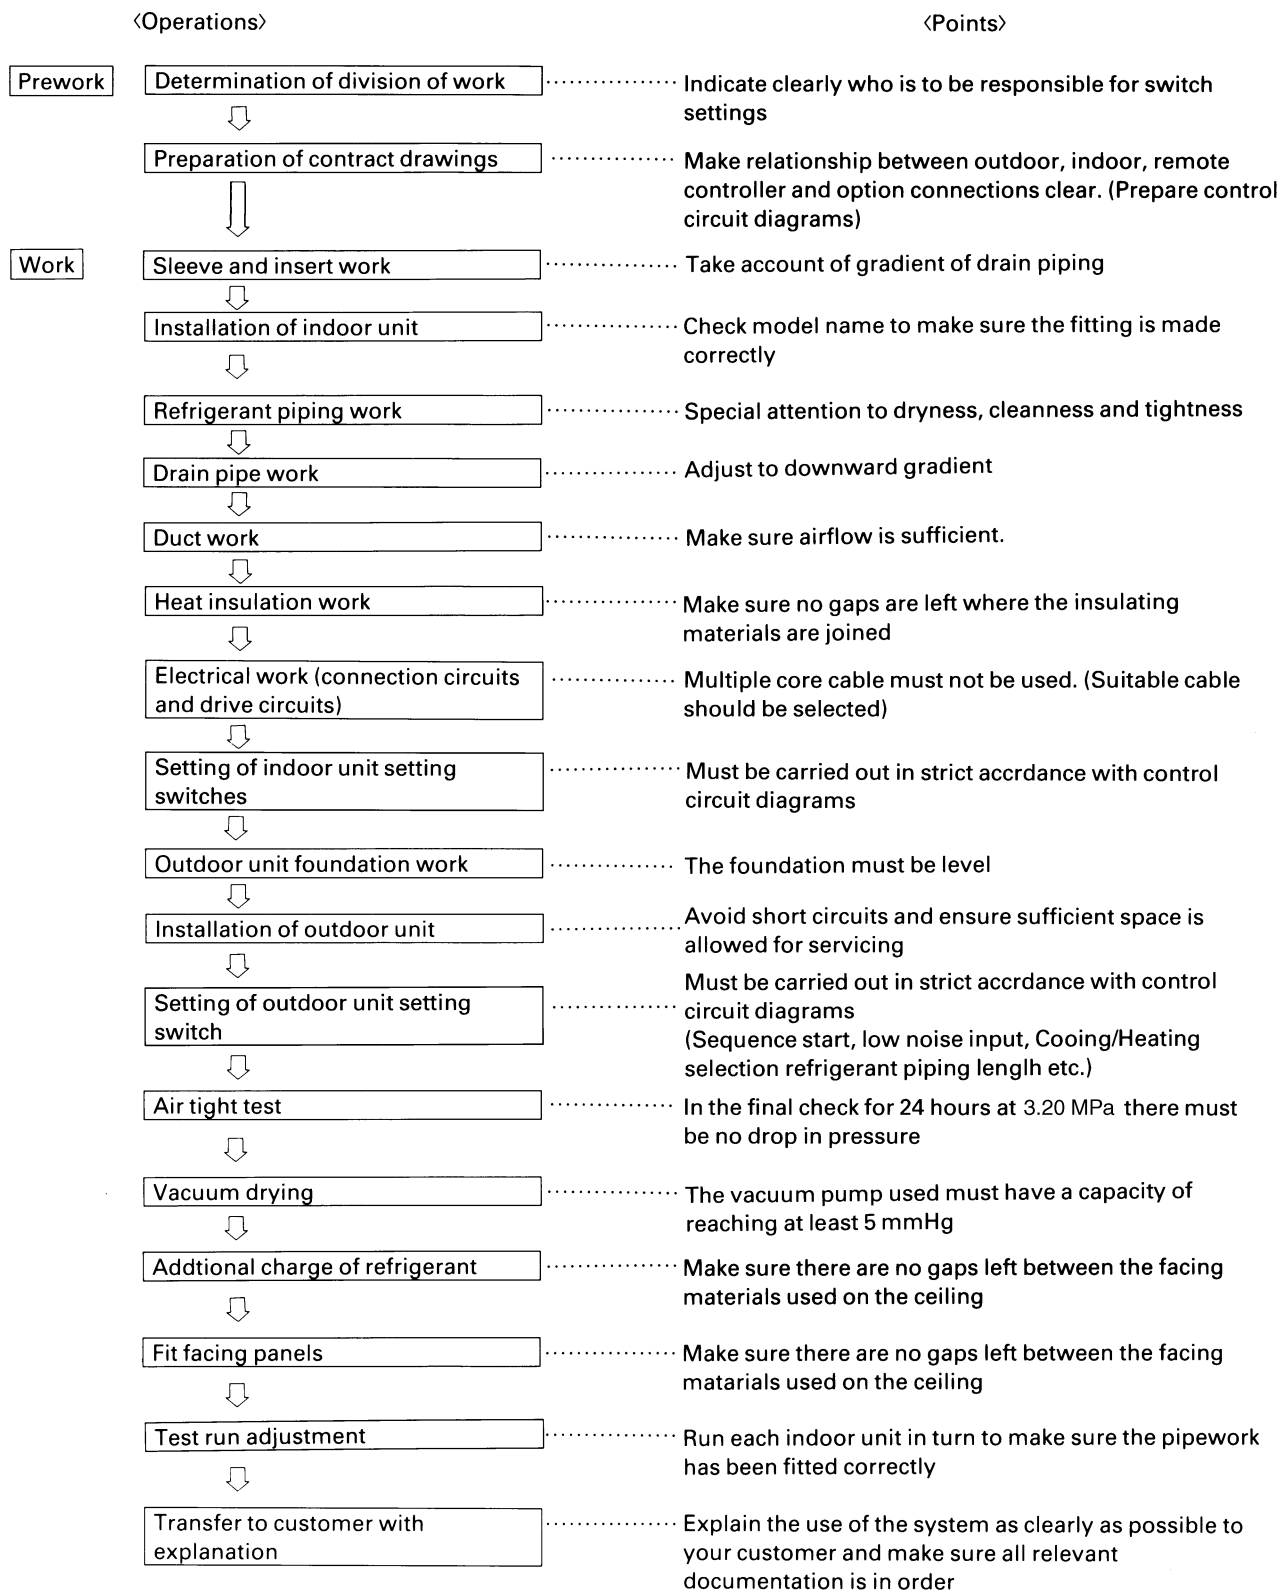 〈Operations〉 〈Points〉
Prework Determination of division of work ················ Indicate clearly who is to be responsible for switch
settings
Preparation of contract drawings ··············· Make relationship between outdoor, indoor, remote
controller and option connections clear. (Prepare control
circuit diagrams)
Work Sleeve and insert work ················ Take account of gradient of drain piping
Installation of indoor unit ················ Check model name to make sure the fitting is made
correctly
Refrigerant piping work ················ Special attention to dryness, cleanness and tightness
Drain pipe work ················ Adjust to downward gradient
Duct work ················ Make sure airflow is sufficient.
Heat insulation work ················ Make sure no gaps are left where the insulating
materials are joined
Electrical work (connection circuits ··············· Multiple core cable must not be used. (Suitable cable
and drive circuits) should be selected)
Setting of indoor unit setting ················ Must be carried out in strict accrdance with control
switches circuit diagrams
Outdoor unit foundation work ··············· The foundation must be level
Installation of outdoor unit ················ Avoid short circuits and ensure sufficient space is
allowed for servicing
Must be carried out in strict accrdance with control
Setting of outdoor unit setting ··············· circuit diagrams
switch (Sequence start, low noise input, Cooing/Heating
selection refrigerant piping lenglh etc.)
Air tight test ··············· In the final check for 24 hours at 3.20 MPa there must
be no drop in pressure
Vacuum drying ················ The vacuum pump used must have a capacity of
reaching at least 5 mmHg
Addtional charge of refrigerant ················ Make sure there are no gaps left between the facing
materials used on the ceiling
Fit facing panels ················ Make sure there are no gaps left between the facing
matarials used on the ceiling
Test run adjustment ················ Run each indoor unit in turn to make sure the pipework
has been fitted correctly
Transfer to customer with ················ Explain the use of the system as clearly as possible to
explanation your customer and make sure all relevant
documentation is in order